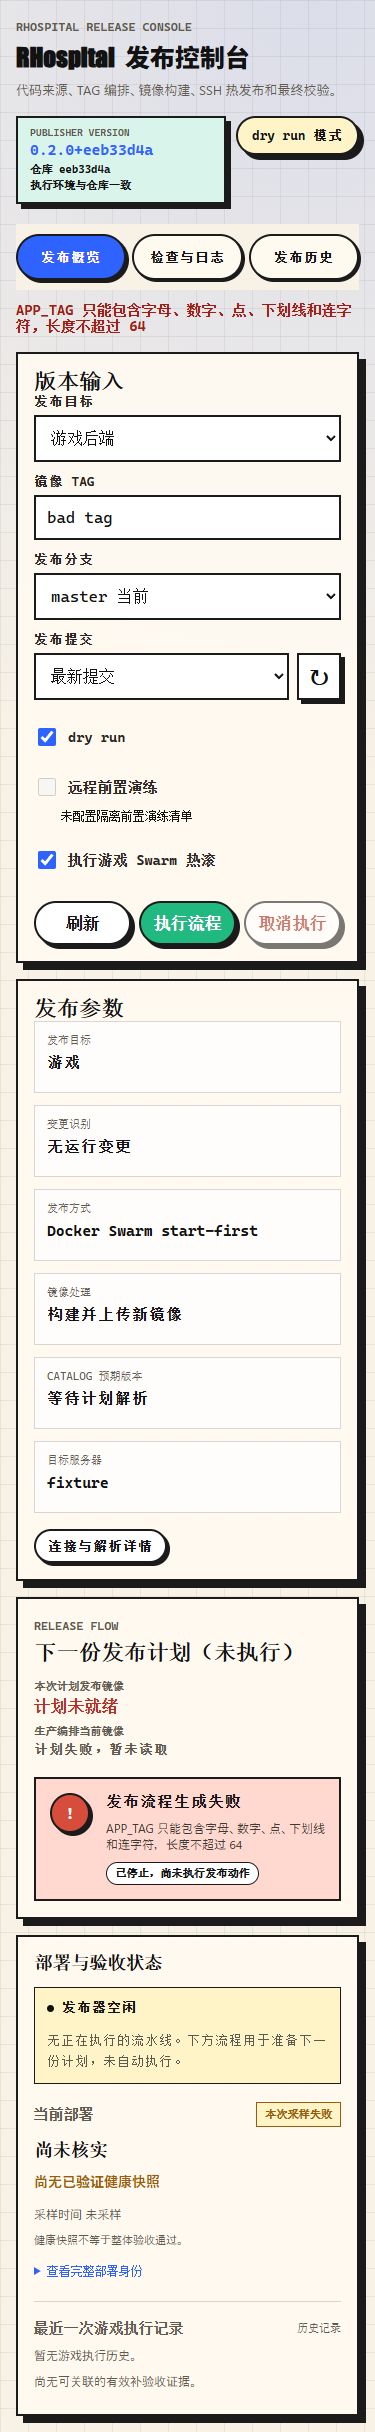 RHOSPITAL RELEASE CONSOLE
RHospital 发布控制台
代码来源、TAG 编排、镜像构建、SSH 热发布和最终校验。
PUBLISHER VERSION
0.2.0+eeb33d4a
仓库 eeb33d4a
执行环境与仓库一致
dry run 模式
发布概览
检查与日志
发布历史
APP_TAG 只能包含字母、数字、点、下划线和连字
符，长度不超过 64
版本输入
发布目标
游戏后端
镜像 TAG
bad tag
发布分支
master 当前
发布提交
最新提交
↻
dry run
远程前置演练
未配置隔离前置演练清单
执行游戏 Swarm 热滚
刷新
执行流程
取消执行
发布参数
发布目标
游戏
变更识别
无运行变更
发布方式
Docker Swarm start-first
镜像处理
构建并上传新镜像
CATALOG 预期版本
等待计划解析
目标服务器
fixture
连接与解析详情
RELEASE FLOW
下一份发布计划（未执行）
本次计划发布镜像
计划未就绪
生产编排当前镜像
计划失败，暂未读取
!
发布流程生成失败
APP_TAG 只能包含字母、数字、点、下划线
和连字符，长度不超过 64
已停止，尚未执行发布动作
部署与验收状态
● 发布器空闲
无正在执行的流水线。下方流程用于准备下一
份计划，未自动执行。
当前部署
本次采样失败
尚未核实
尚无已验证健康快照
采样时间 未采样
健康快照不等于整体验收通过。
▶ 查看完整部署身份
最近一次游戏执行记录
历史记录
暂无游戏执行历史。
尚无可关联的有效补验收证据。